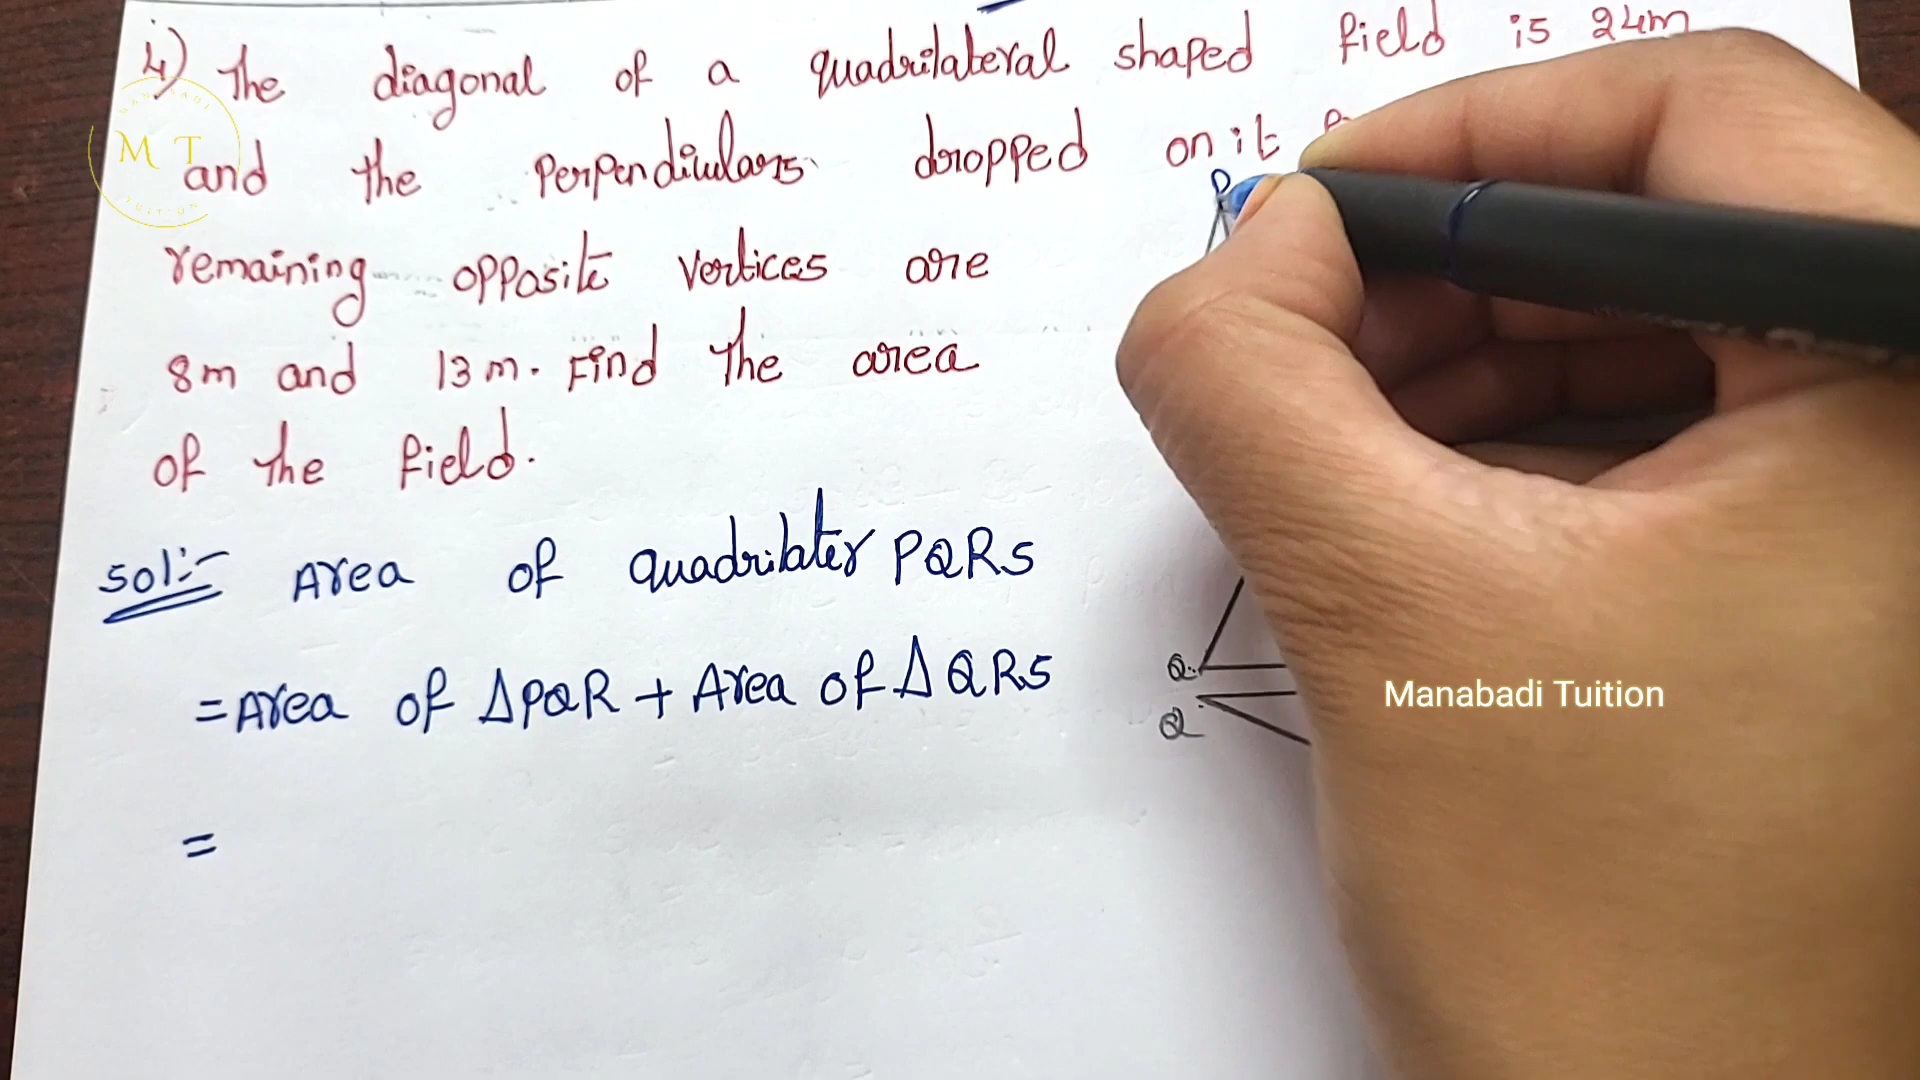 4) The diagonal of a quadrilateral shaped field is 24m
and the perpendiculars dropped on it
remaining opposite vertices are
8m and 13m. Find the area
of the field.
Sol:- Area of quadrilater PQRS
= Area of ΔPQR + Area of ΔQRS
=
P
Q
Q
M T
TUITION
Manabadi Tuition